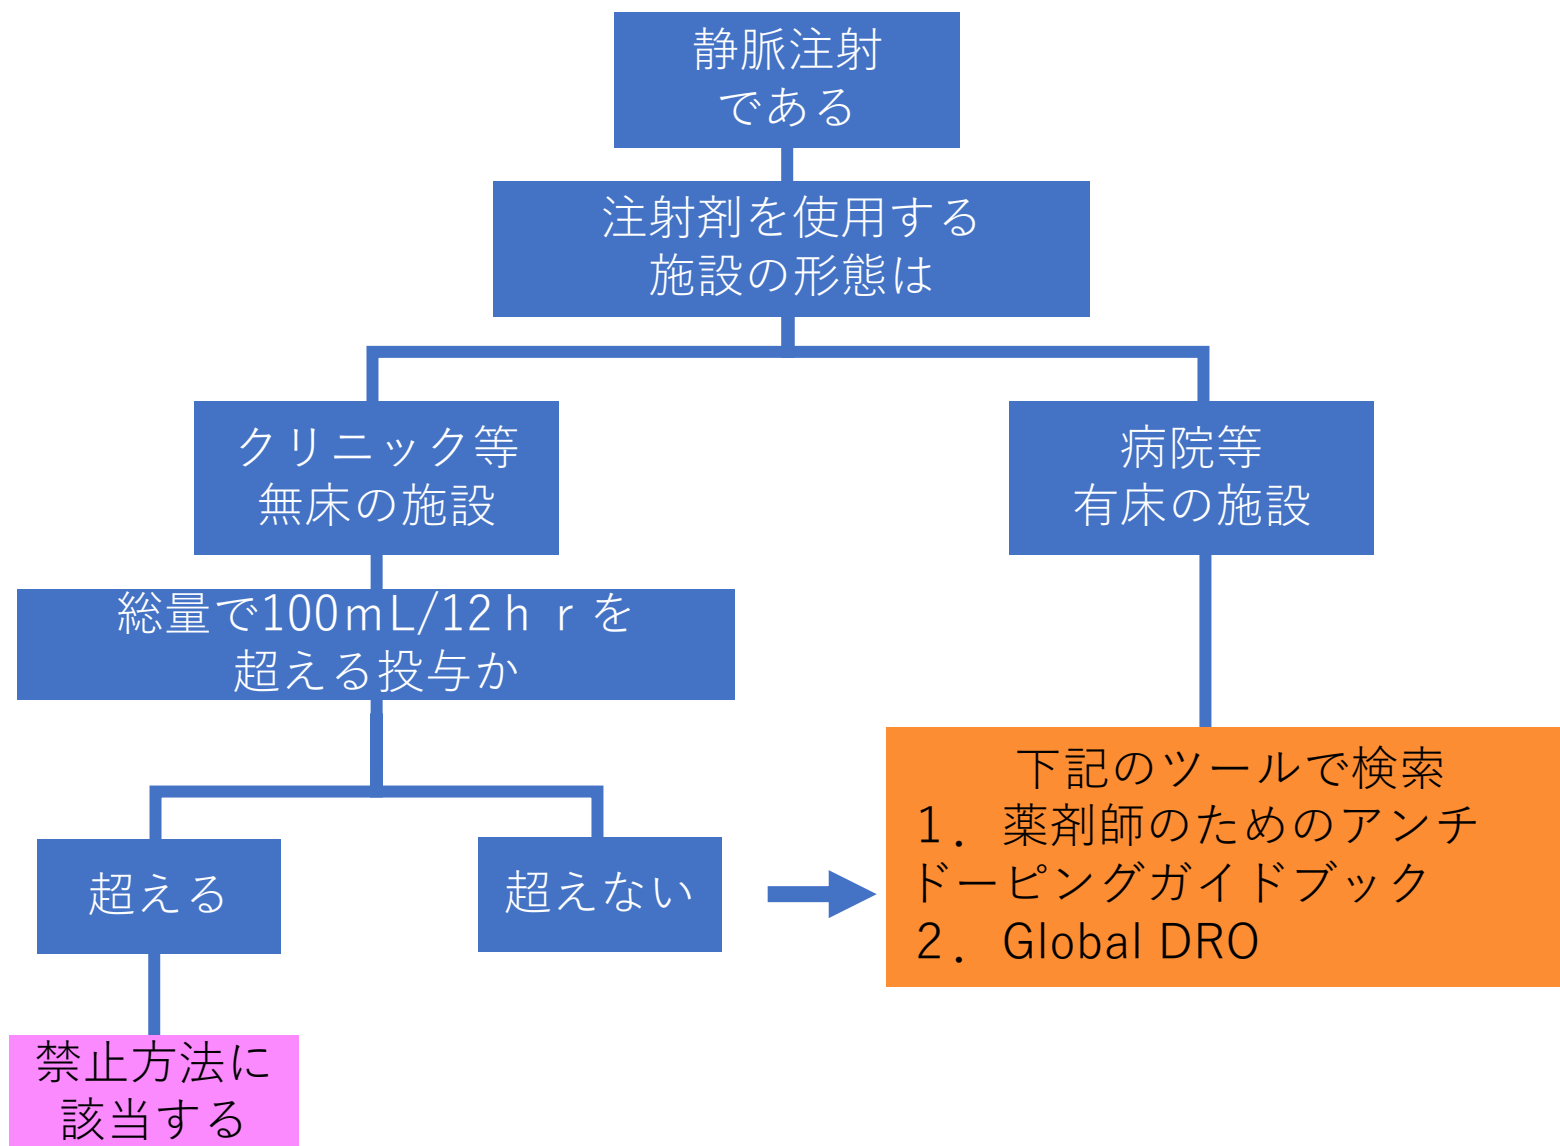 静脈注射
である
注射剤を使用する
施設の形態は
クリニック等
無床の施設
病院等
有床の施設
総量で100ｍL/12ｈｒを
超える投与か
超える
超えない
下記のツールで検索
１．薬剤師のためのアンチ
ドーピングガイドブック
２．Global DRO
禁止方法に
該当する